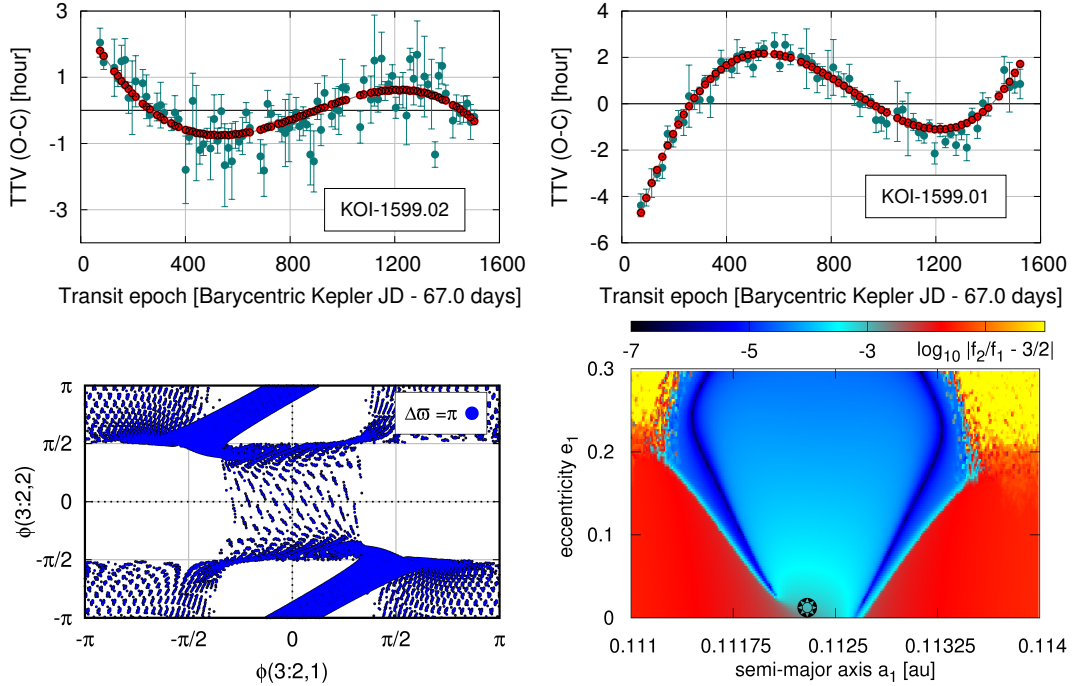 3
1
-1
-3
TTV (O-C) [hour]
KOI-1599.02
0 400 800 1200 1600
Transit epoch [Barycentric Kepler JD - 67.0 days]
4
2
0
-2
-4
-6
TTV (O-C) [hour]
KOI-1599.01
0 400 800 1200 1600
Transit epoch [Barycentric Kepler JD - 67.0 days]
π
π/2
0
-π/2
-π
ϕ(3:2,2)
Δϖ =π
-π -π/2 0 π/2 π
ϕ(3:2,1)
-7 -5 -3 log₁₀ |f₂/f₁ - 3/2|
0.3
0.2
0.1
0
eccentricity e₁
0.111 0.11175 0.1125 0.11325 0.114
semi-major axis a₁ [au]